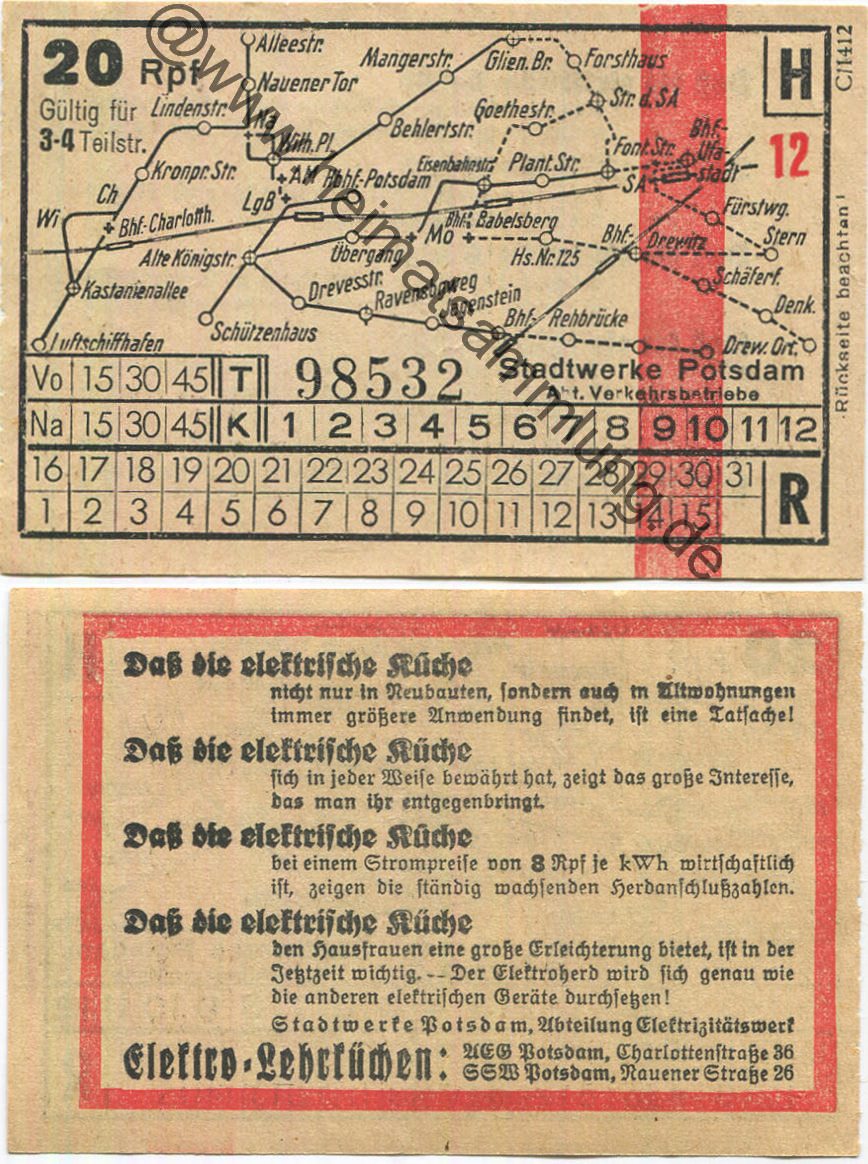 20 Rpf
Gültig für
3-4 Teilstr.
Alleestr.
Nauener Tor
Lindenstr.
Na
Wilh. Pl.
Mangerstr.
Glien. Br.
Forsthaus
Behlertstr.
Goethestr.
Str. d. SA
H
C/1412
12
Kronpr. Str.
Ch
Wi
AM
LgB
Bhf.-Potsdam
Eisenbahnstr.
Plant. Str.
Font. Str.
Bhf.-
Ufa-
stadt
SA
Bhf.-Charlotth.
Mo
Bhf.-
Babelsberg
Fürstwg.
Alte Königstr.
Übergang
Hs. Nr. 125
Bhf.-
Drewitz
Stern
Kastanienallee
Drevesstr.
Ravensbgweg
Jagenstein
Schäferf.
Denk.
Luftschiffhafen
Schützenhaus
Bhf.-
Rehbrücke
Drew. Ort.
Rückseite beachten!
Vo 15 30 45 T 98532
Stadtwerke Potsdam
Abt. Verkehrsbetriebe
Na 15 30 45 K 1 2 3 4 5 6 7 8 9 10 11 12
16 17 18 19 20 21 22 23 24 25 26 27 28 29 30 31
1 2 3 4 5 6 7 8 9 10 11 12 13 14 15
R
@www.heimatsammlung.de
Daß die elektrische Küche
nicht nur in Neubauten, sondern auch in Altwohnungen
immer größere Anwendung findet, ist eine Tatsache!
Daß die elektrische Küche
sich in jeder Weise bewährt hat, zeigt das große Interesse,
das man ihr entgegenbringt.
Daß die elektrische Küche
bei einem Strompreise von 8 Rpf je kWh wirtschaftlich
ist, zeigen die ständig wachsenden Herdanschlußzahlen.
Daß die elektrische Küche
den Hausfrauen eine große Erleichterung bietet, ist in der
Jetztzeit wichtig. -- Der Elektroherd wird sich genau wie
die anderen elektrischen Geräte durchsetzen!
Stadtwerke Potsdam, Abteilung Elektrizitätswerk
Elektro-Lehrküchen: AEG Potsdam, Charlottenstraße 36
SSW Potsdam, Nauener Straße 26